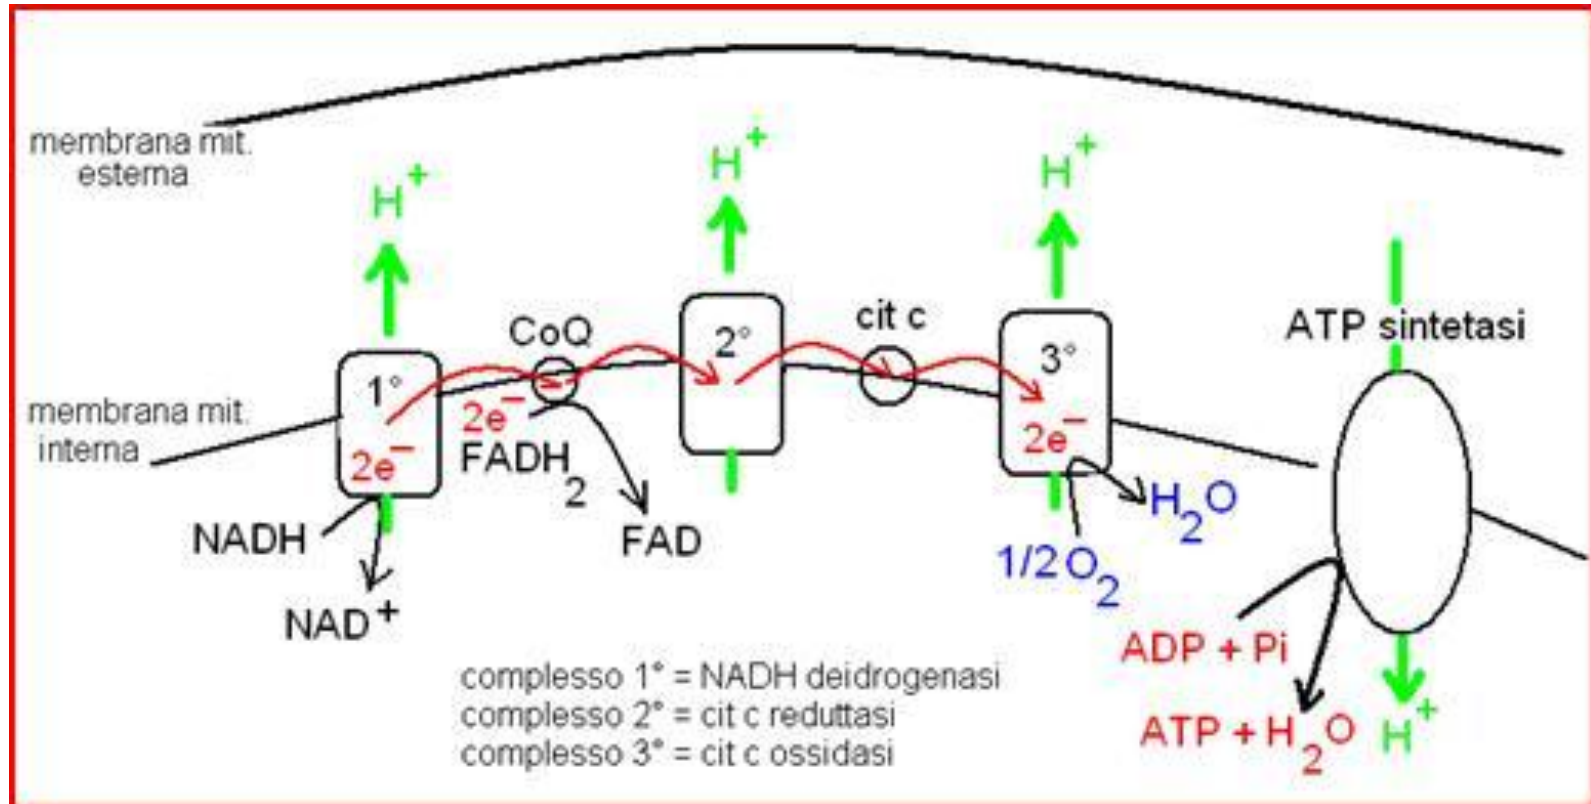 membrana mit.
esterna
H+
H+
H+
CoQ
cit c
ATP sintetasi
1°
2°
3°
membrana mit.
interna
2e–
2e–
2e–
FADH2
NADH
FAD
NAD+
H2O
1/2 O2
ADP + Pi
ATP + H2O
H+
complesso 1° = NADH deidrogenasi
complesso 2° = cit c reduttasi
complesso 3° = cit c ossidasi